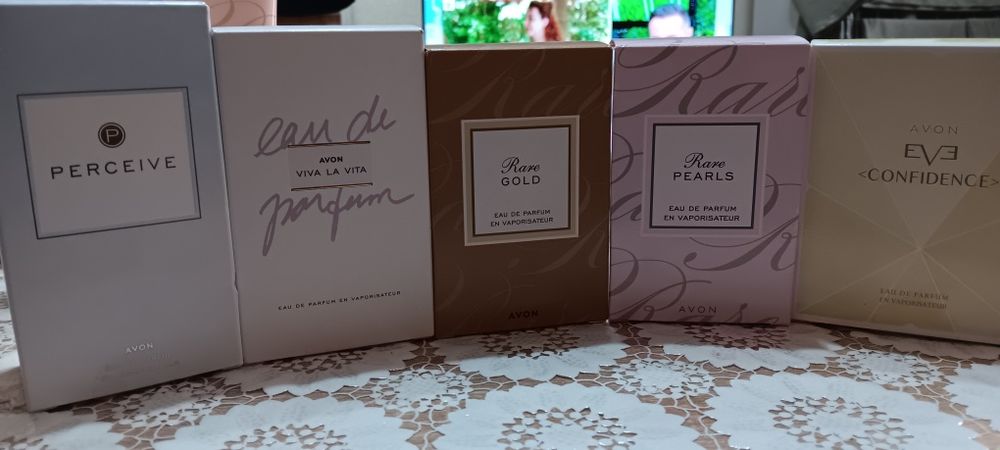 P
PERCEIVE
AVON
eau de
AVON
VIVA LA VITA
parfum
EAU DE PARFUM EN VAPORISATEUR
Rare
GOLD
EAU DE PARFUM
EN VAPORISATEUR
AVON
Rare
Rare
PEARLS
EAU DE PARFUM
EN VAPORISATEUR
Rare
AVON
AVON
EVE
<CONFIDENCE>
EAU DE PARFUM
EN VAPORISATEUR